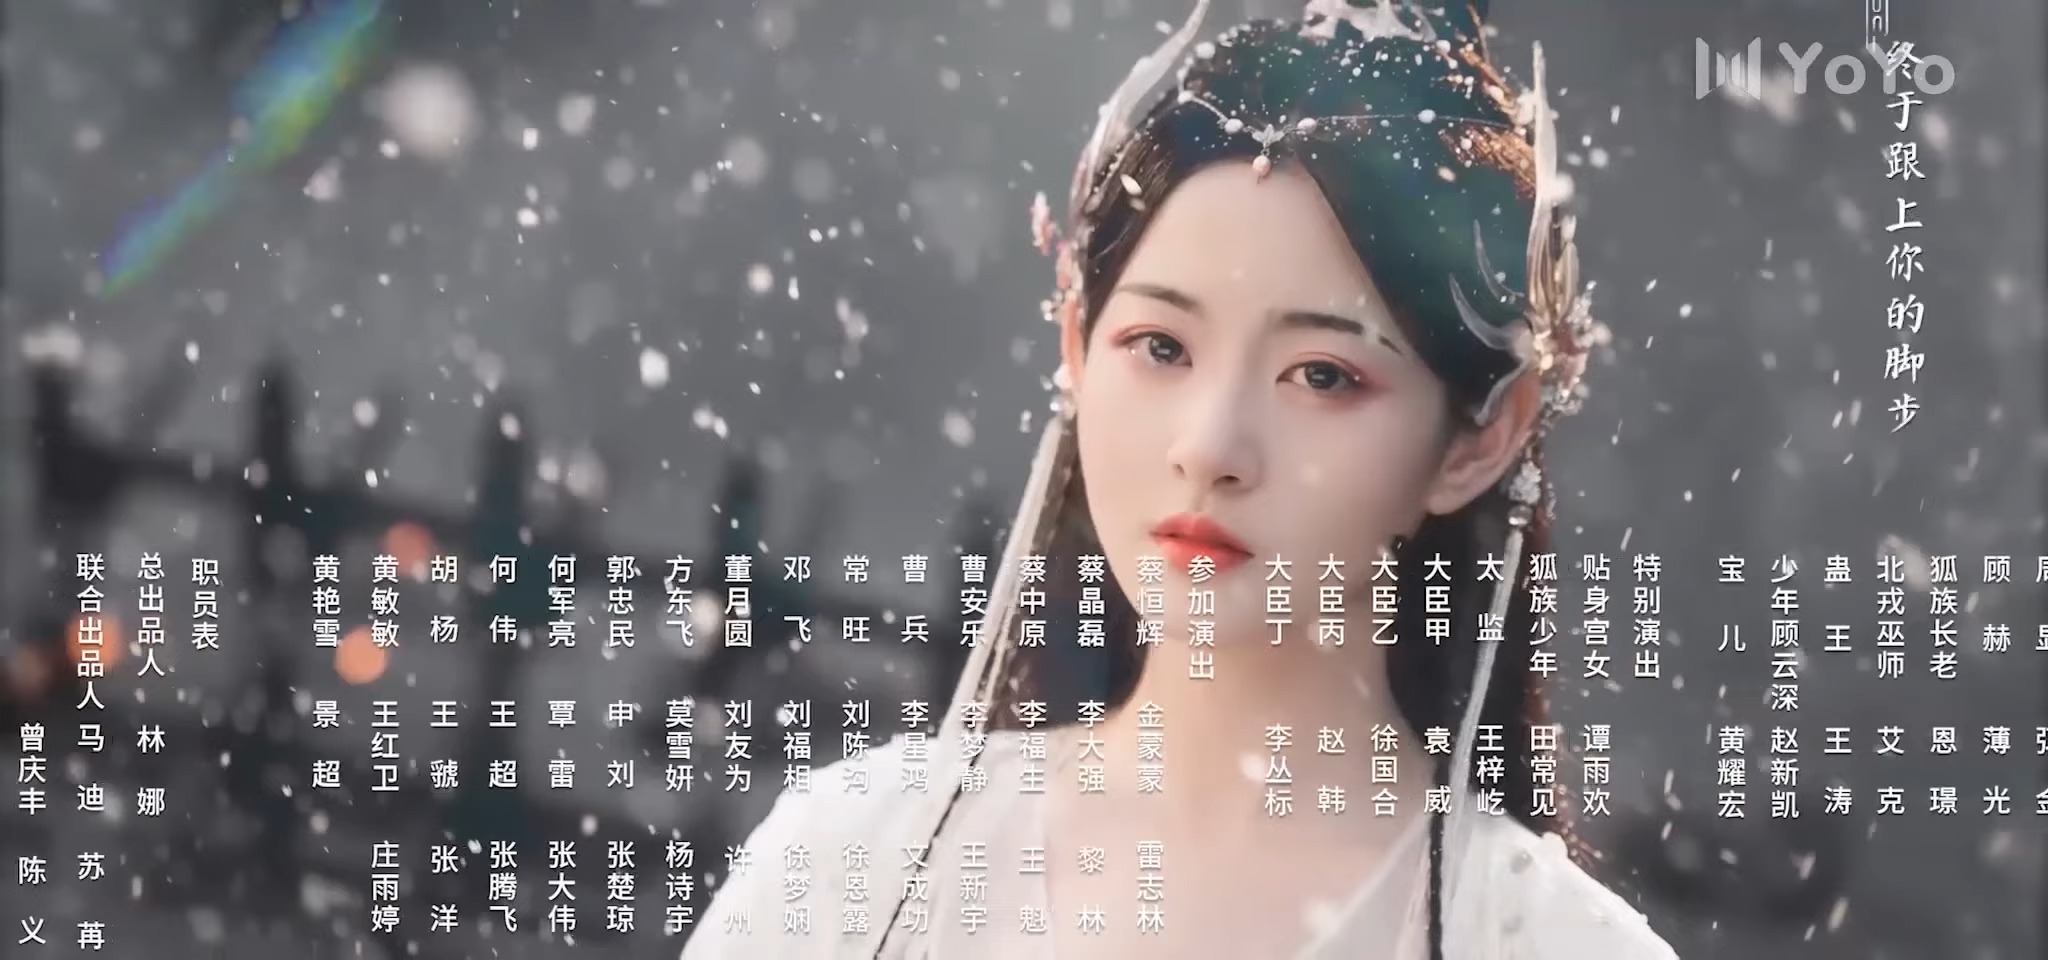 YoYo
终于跟上你的脚步
顾赫 薄光
狐族长老 恩璟
北戎巫师 艾克
蛊王 王涛
少年顾云深 赵新凯
宝儿 黄耀宏
特别演出
贴身宫女 谭雨欢
狐族少年 田常见
太监 王梓屹
大臣甲 袁威
大臣乙 徐国合
大臣丙 赵韩
大臣丁 李丛标
参加演出
蔡恒辉 金蒙蒙 雷志林
蔡晶磊 李大强 黎林
蔡中原 李福生 王魁
曹安乐 李梦静 王新宇
曹兵 李星鸿 文成功
常旺 刘陈沟 徐恩露
邓飞 刘福相 徐梦娴
董月圆 刘友为 许州
方东飞 莫雪妍 杨诗宇
郭忠民 申刘 张楚琼
何军亮 覃雷 张大伟
何伟 王超 张腾飞
胡杨 王虢 张洋
黄敏敏 王红卫 庄雨婷
黄艳雪 景超
职员表
总出品人 林娜
联合出品人 马迪 苏苒
曾庆丰 陈义